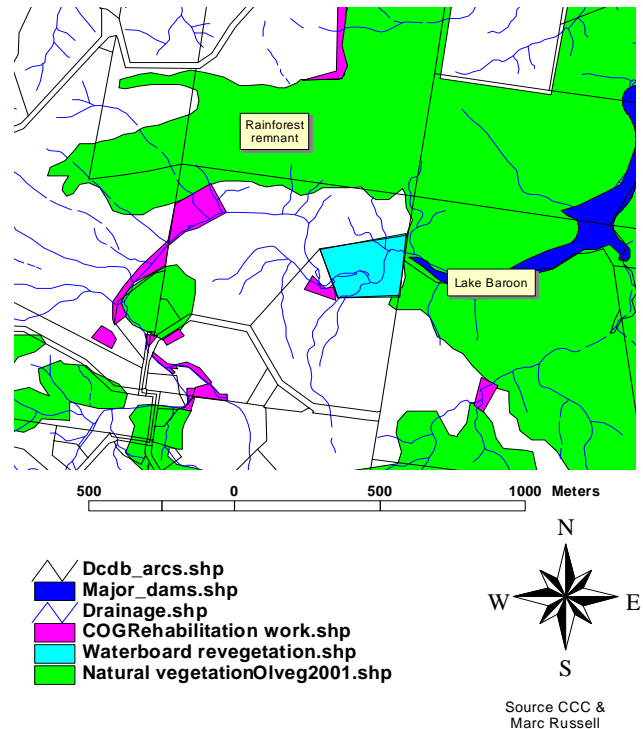 Rainforest
remnant
Lake Baroon
500 0 500 1000 Meters
Dcdb_arcs.shp
Major_dams.shp
Drainage.shp
COGRehabilitation work.shp
Waterboard revegetation.shp
Natural vegetationOlveg2001.shp
N
W E
S
Source CCC &
Marc Russell